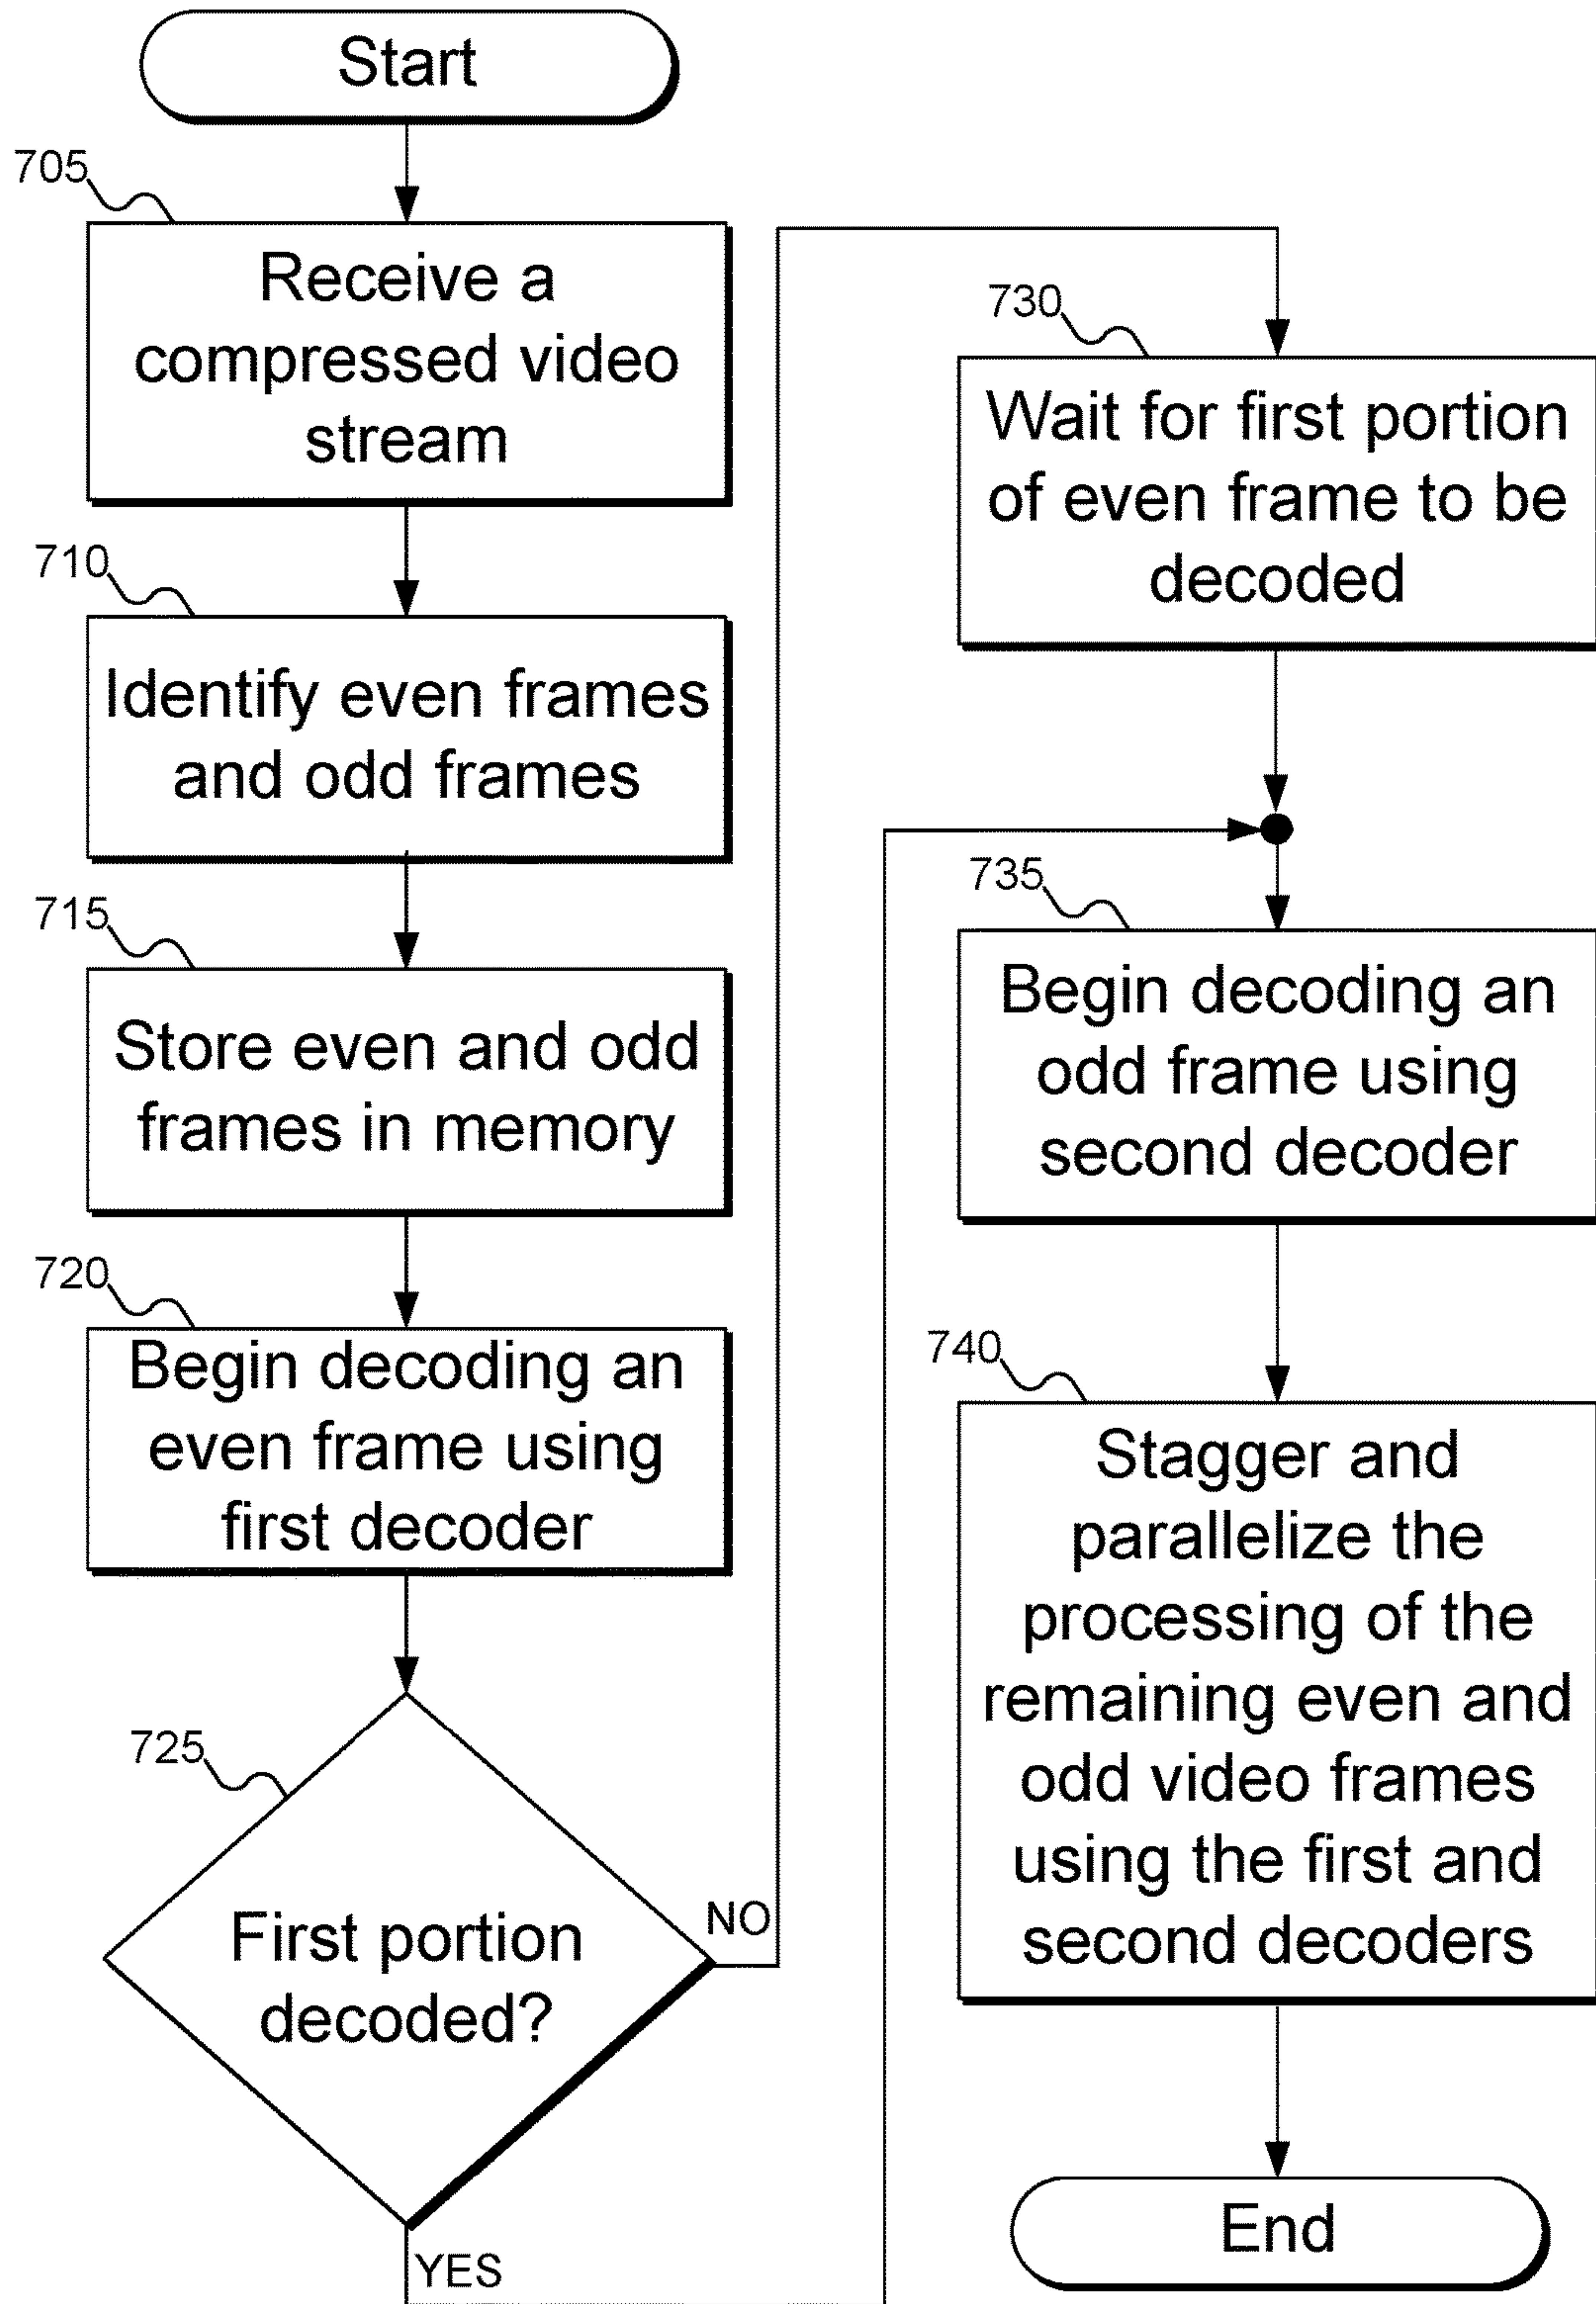 Start
705
Receive a
compressed video
stream
710
Identify even frames
and odd frames
715
Store even and odd
frames in memory
720
Begin decoding an
even frame using
first decoder
725
First portion
decoded?
NO
YES
730
Wait for first portion
of even frame to be
decoded
735
Begin decoding an
odd frame using
second decoder
740
Stagger and
parallelize the
processing of the
remaining even and
odd video frames
using the first and
second decoders
End